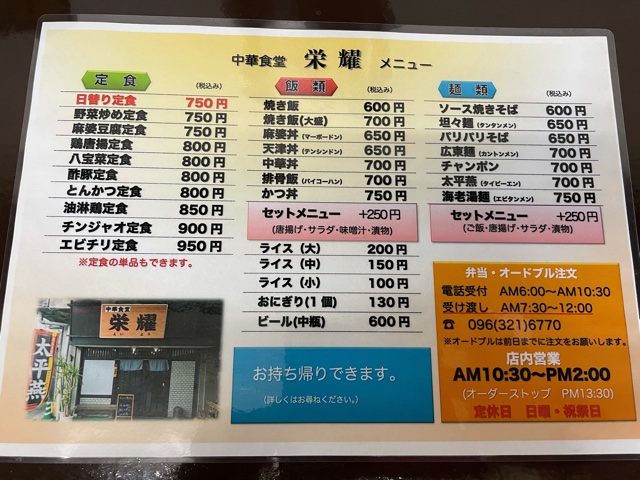 中華食堂 栄耀 メニュー
定食 (税込み)
日替り定食 750円
野菜炒め定食 750円
麻婆豆腐定食 750円
鶏唐揚定食 800円
八宝菜定食 800円
酢豚定食 800円
とんかつ定食 800円
油淋鶏定食 850円
チンジャオ定食 900円
エビチリ定食 950円
※定食の単品もできます。
中華食堂
栄耀
えいよう
太平燕
飯類 (税込み)
焼き飯 600円
焼き飯(大盛) 700円
麻婆丼(マーボードン) 650円
天津丼(テンシンドン) 650円
中華丼 700円
排骨飯(パイコーハン) 700円
かつ丼 750円
セットメニュー +250円
(唐揚げ・サラダ・味噌汁・漬物)
ライス(大) 200円
ライス(中) 150円
ライス(小) 100円
おにぎり(1個) 130円
ビール(中瓶) 600円
お持ち帰りできます。
(詳しくはお尋ねください。)
麺類 (税込み)
ソース焼きそば 600円
坦々麺(タンタンメン) 650円
パリパリそば 650円
広東麺(カントンメン) 700円
チャンポン 700円
太平燕(タイピーエン) 700円
海老湯麺(エビタンメン) 750円
セットメニュー +250円
(ご飯・唐揚げ・サラダ・漬物)
弁当・オードブル注文
電話受付 AM6:00~AM10:30
受け渡し AM7:30~12:00
☎ 096(321)6770
※オードブルは前日までに注文をお願いします。
店内営業
AM10:30~PM2:00
(オーダーストップ PM13:30)
定休日 日曜・祝祭日